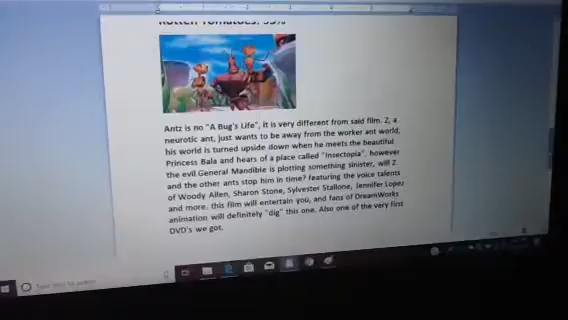 Rotten Tomatoes:
Antz is no "A Bug's Life", it is very different from said film. Z, a
neurotic ant, just wants to be away from the worker ant world,
his world is turned upside down when he meets the beautiful
Princess Bala and hears of a place called "Insectopia", however
the evil General Mandible is plotting something sinister, will Z
and the other ants stop him in time? featuring the voice talents
of Woody Allen, Sharon Stone, Sylvester Stallone, Jennifer Lopez
and more, this film will entertain you, and fans of DreamWorks
animation will definitely "dig" this one. Also one of the very first
DVD's we got.